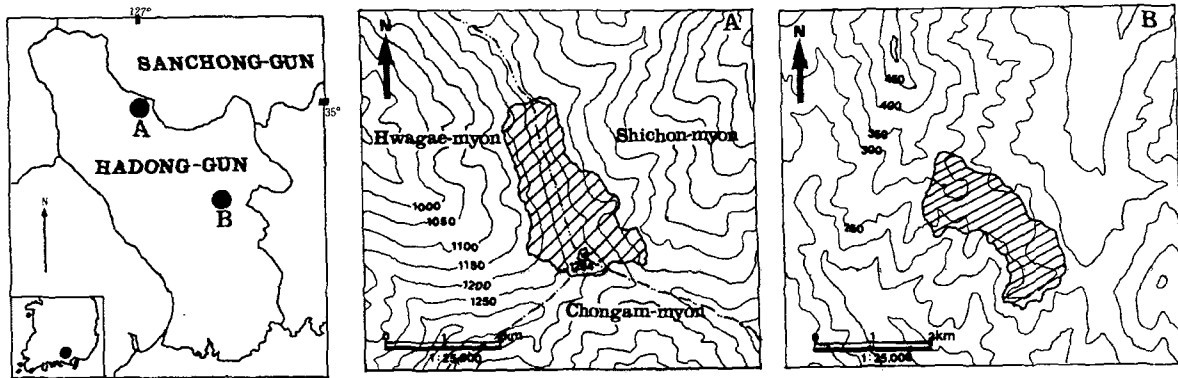 127°
SANCHONG-GUN
35°
A
HADONG-GUN
B
N
A
N
Hwagae-myon
Shichon-myon
1000
1050
1100
1150
1200
1250
Chongam-myon
0 1 2km
1:25,000
B
N
450
400
350
300
250
0 1 2km
1:25,000